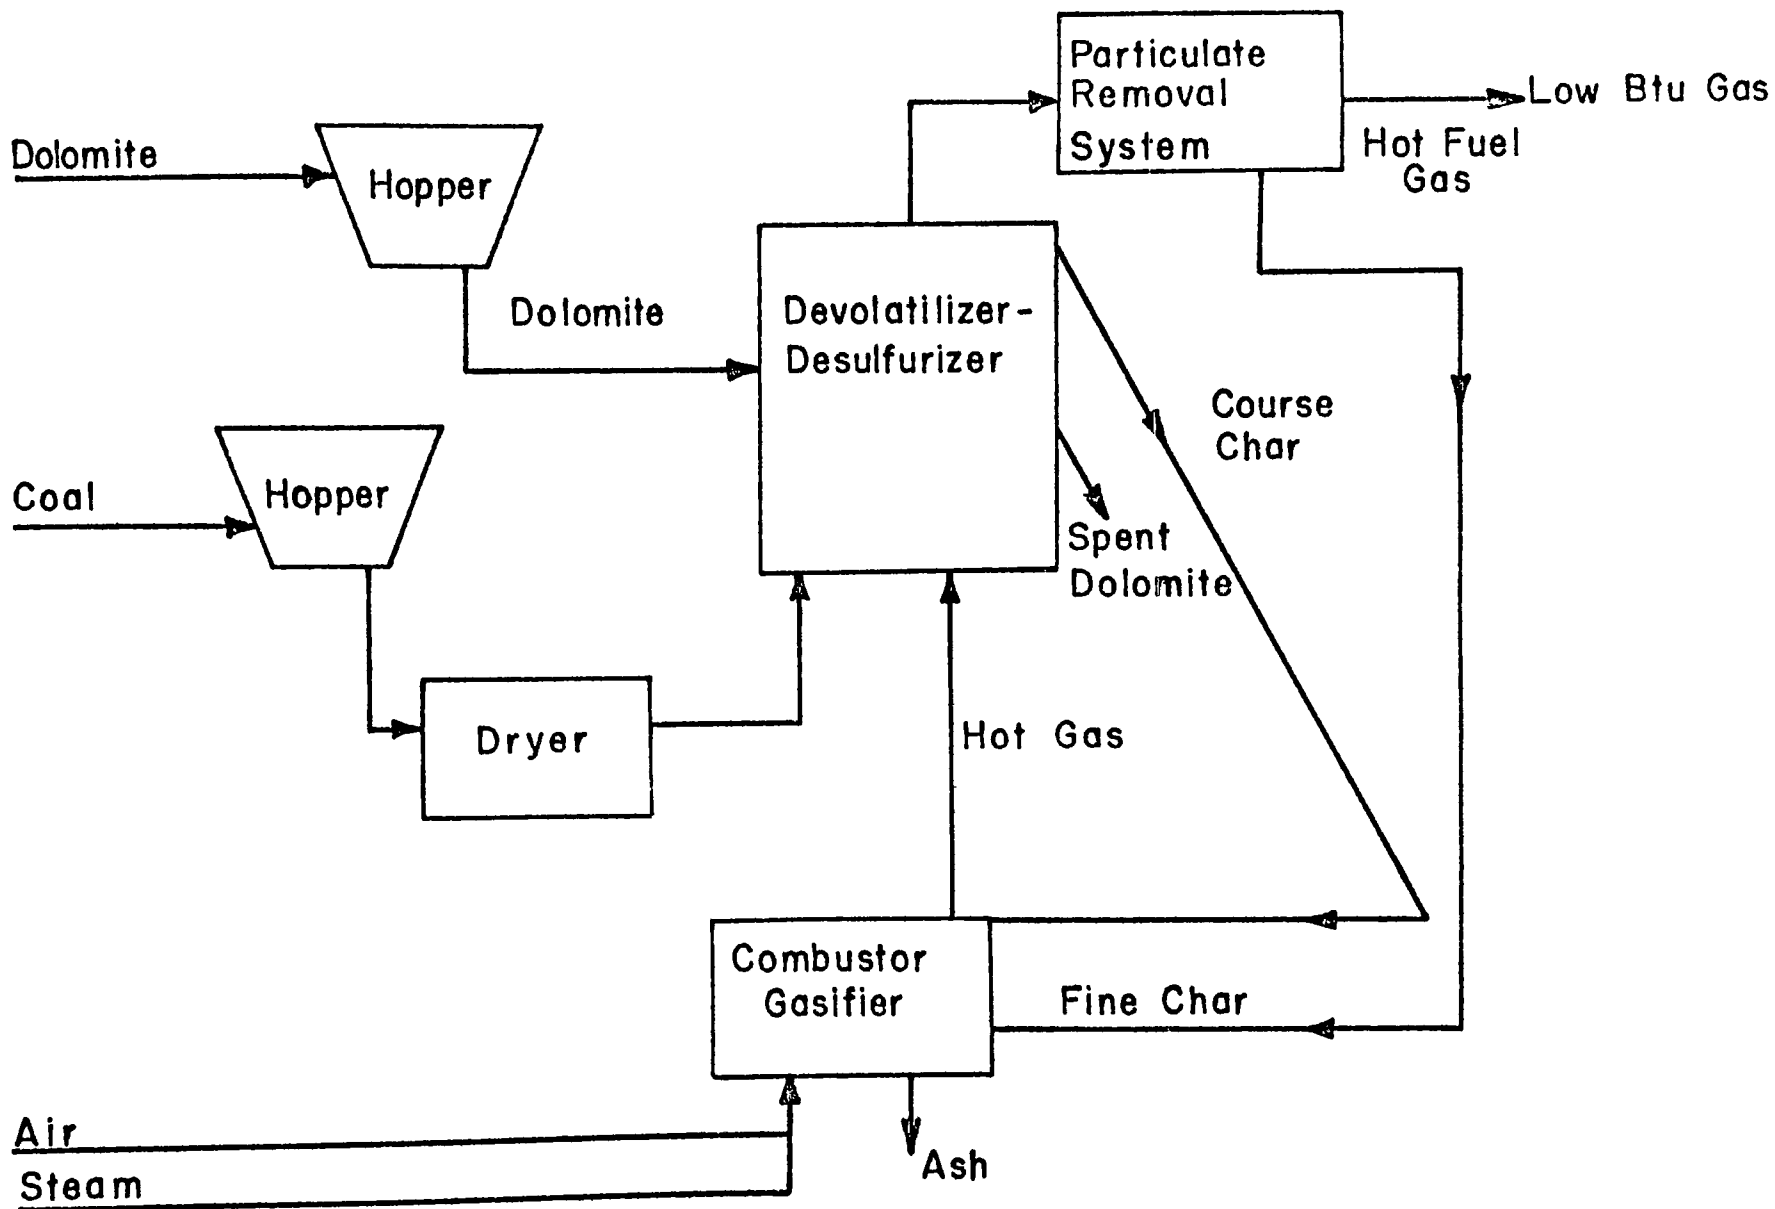 Particulate
Removal
System
Low Btu Gas
Hot Fuel
Gas
Dolomite
Hopper
Dolomite
Devolatilizer-
Desulfurizer
Course
Char
Coal
Hopper
Spent
Dolomite
Dryer
Hot Gas
Combustor
Gasifier
Fine Char
Air
Steam
Ash